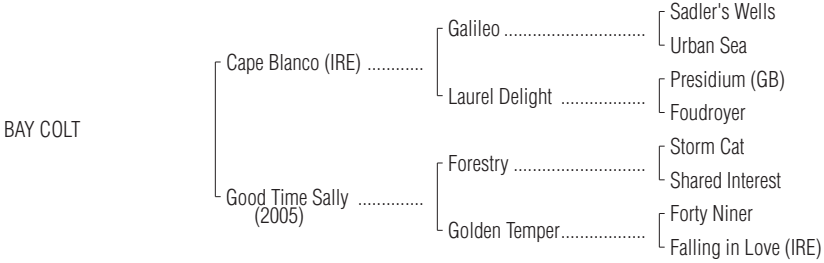 Sadler's Wells
Galileo ..............................
Urban Sea
Cape Blanco (IRE) ............
Presidium (GB)
Laurel Delight ..................
Foudroyer
BAY COLT
Storm Cat
Forestry ............................
Shared Interest
Good Time Sally ..............
(2005)
Forty Niner
Golden Temper..................
Falling in Love (IRE)